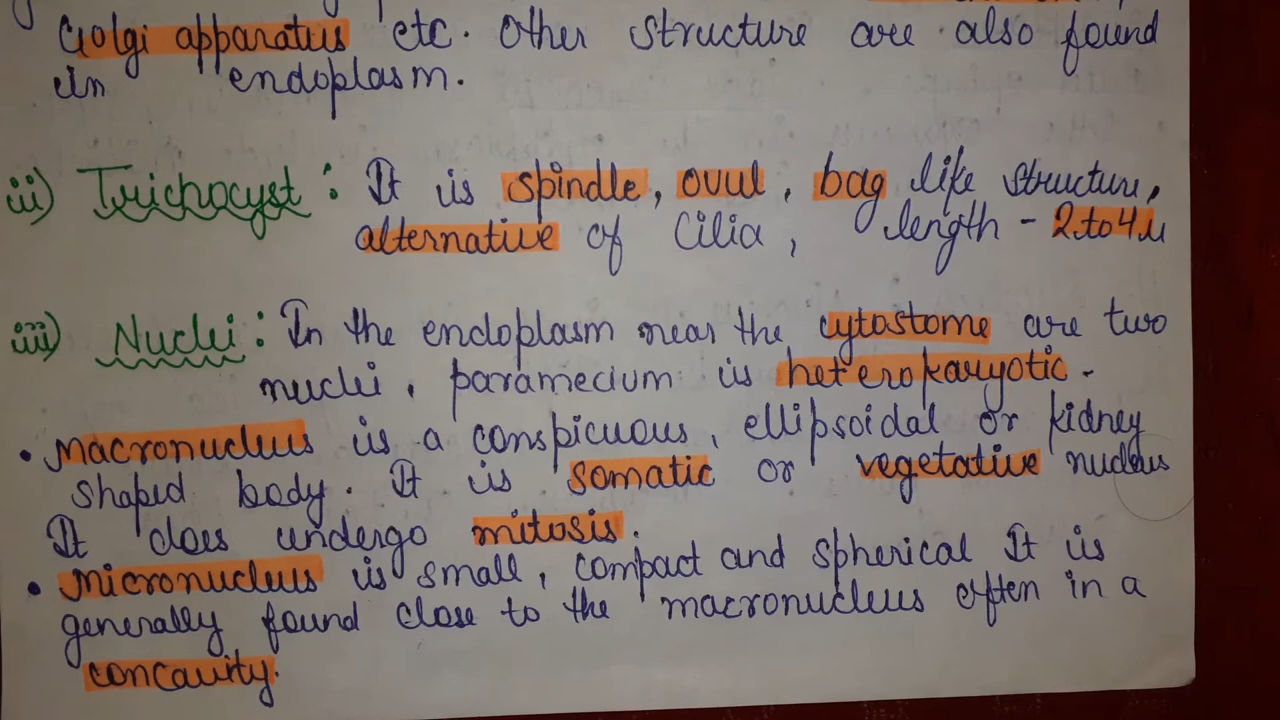 Golgi apparatus etc. Other structure are also found
in endoplasm.
ii) Trichocyst : It is spindle, ovul, bag like structure,
alternative of Cilia, length - 2 to 4 μ
iii) Nuclei : In the endoplasm near the cytostome are two
nuclei, paramecium is heterokaryotic.
• Macronucleus is a conspicuous, ellipsoidal or kidney
shaped body. It is somatic or vegetative nucleus
It does undergo mitosis.
• Micronucleus is small, compact and spherical It is
generally found close to the macronucleus often in a
concavity.